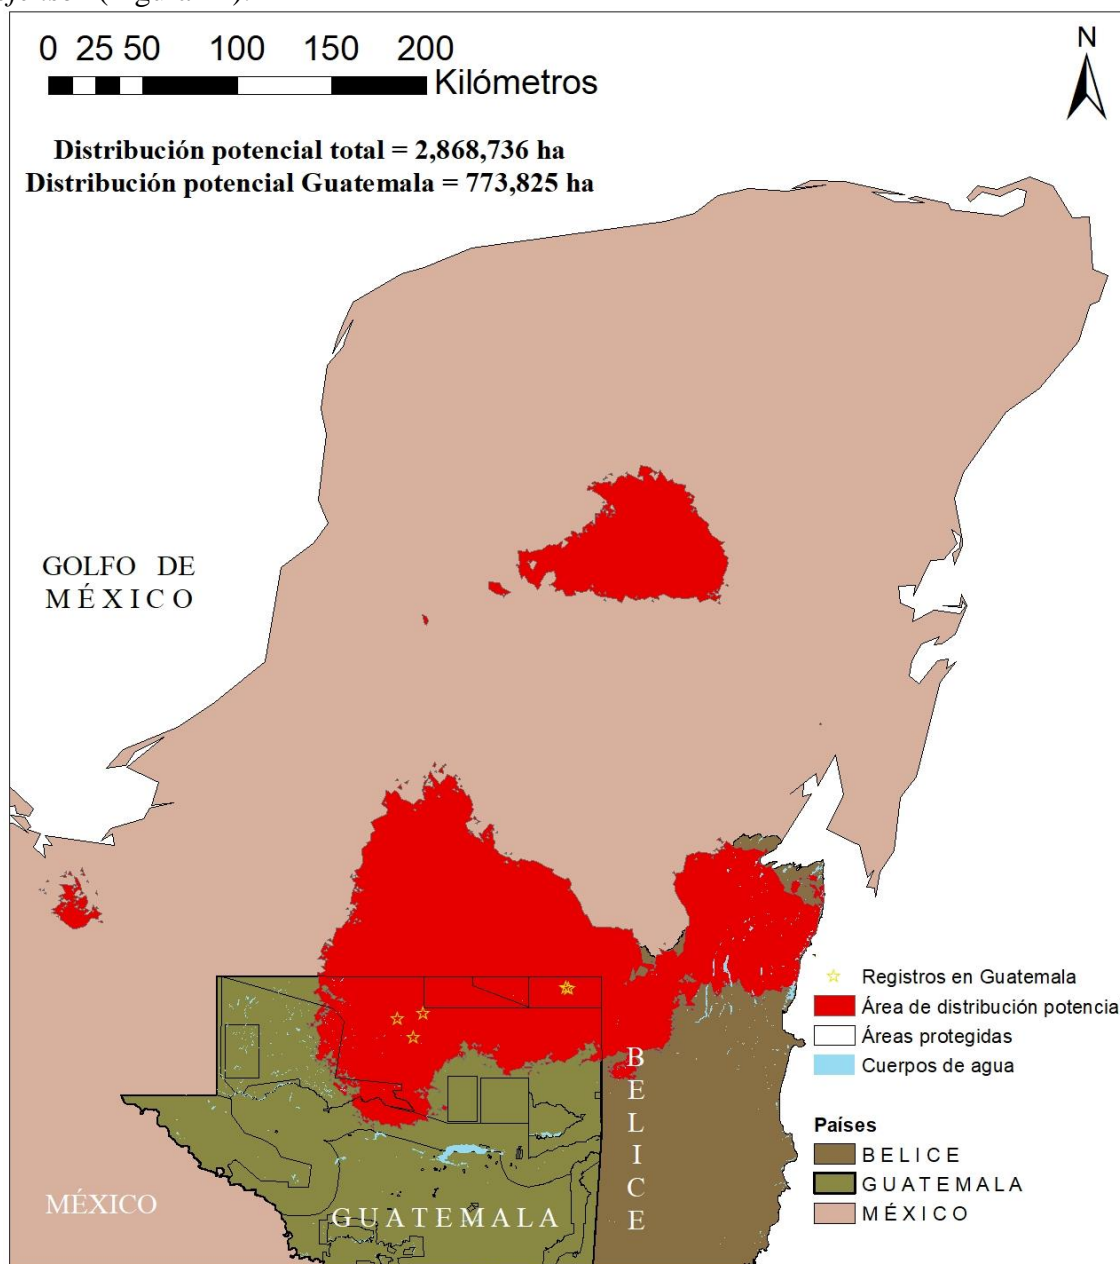 0 25 50 100 150 200
Kilómetros
N
Distribución potencial total = 2,868,736 ha
Distribución potencial Guatemala = 773,825 ha
GOLFO DE
MÉXICO
Registros en Guatemala
Área de distribución potencia
Áreas protegidas
Cuerpos de agua
BELICE
Países
BELICE
GUATEMALA
MÉXICO
MÉXICO
GUATEMALA